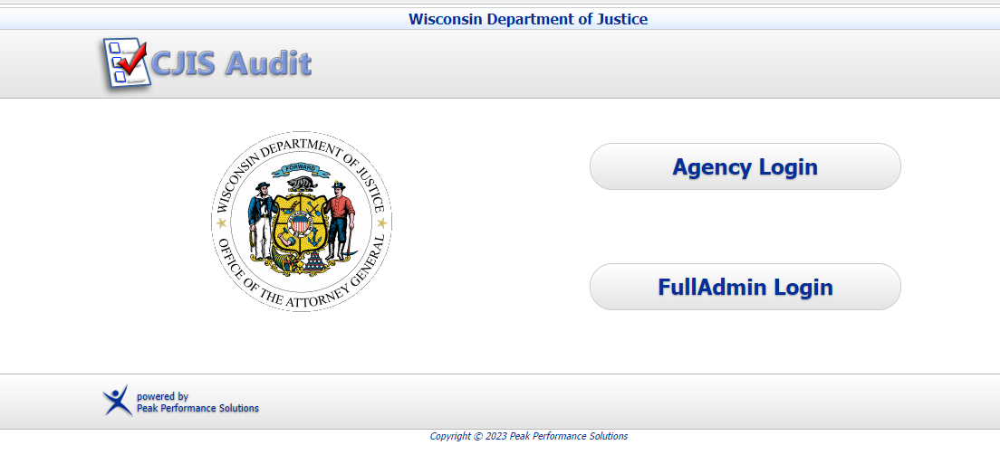 Wisconsin Department of Justice
CJIS Audit
WISCONSIN DEPARTMENT OF JUSTICE
FORWARD
OFFICE OF THE ATTORNEY GENERAL
Agency Login
FullAdmin Login
powered by
Peak Performance Solutions
Copyright © 2023 Peak Performance Solutions